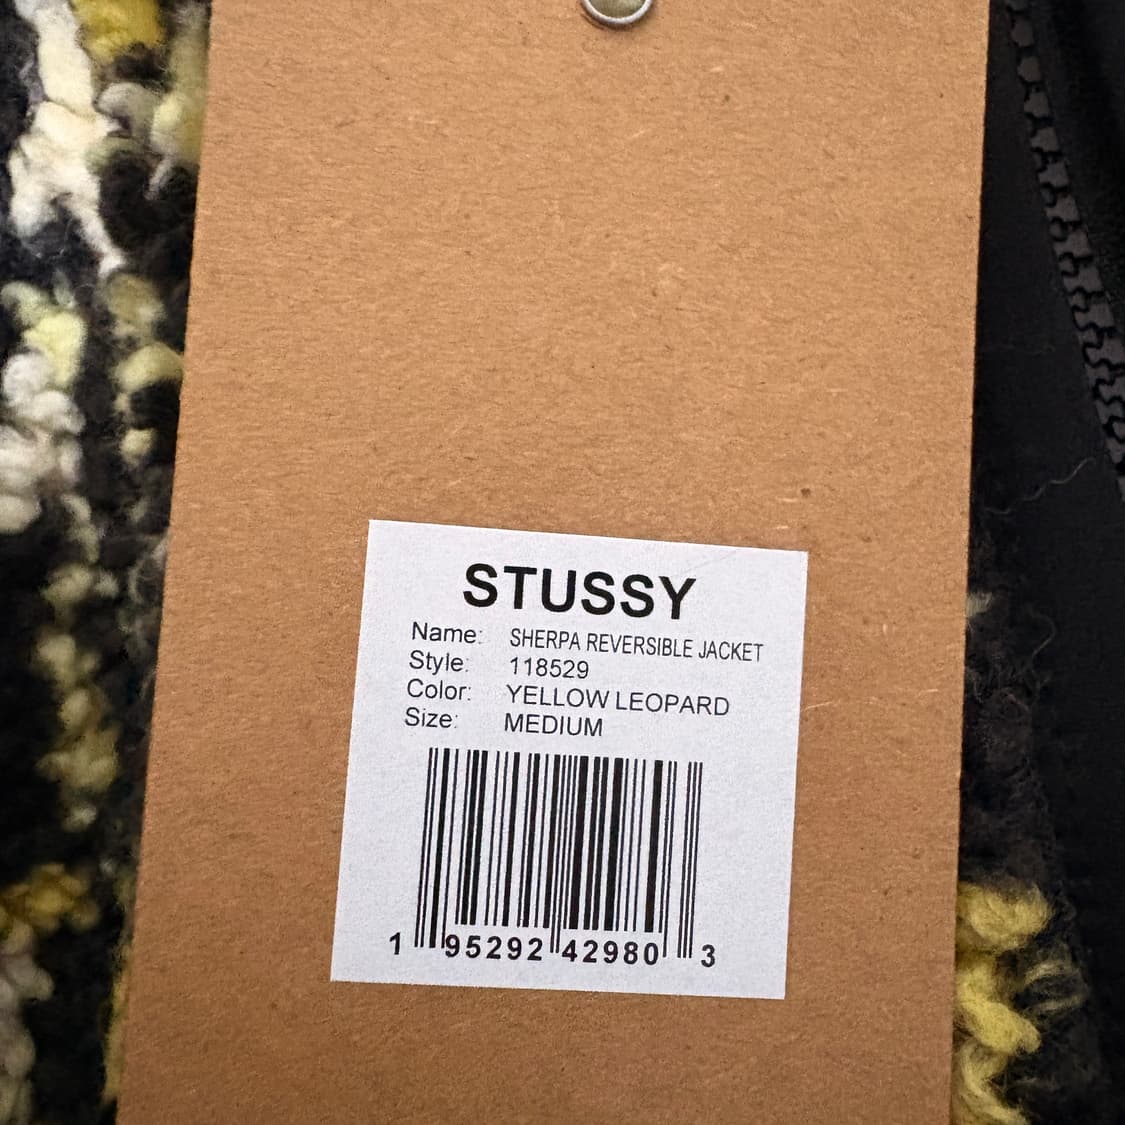 STUSSY
Name: SHERPA REVERSIBLE JACKET
Style: 118529
Color: YELLOW LEOPARD
Size: MEDIUM
1 95292 42980 3